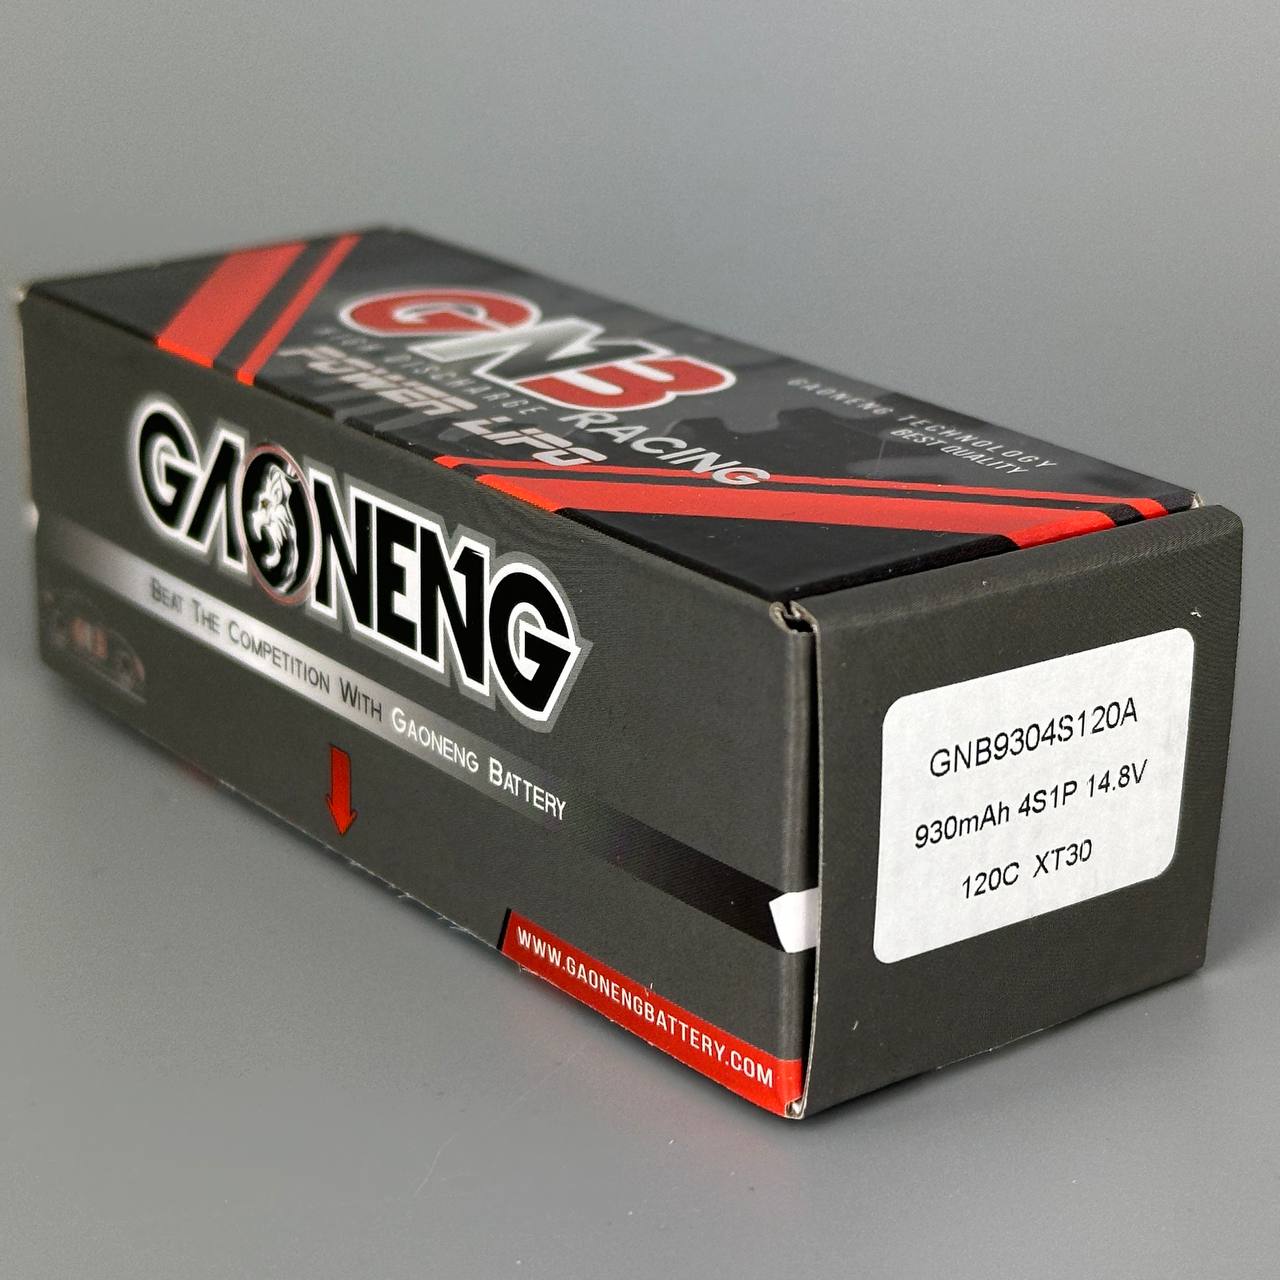 GMB
HIGH DISCHARGE RACING
POWER LIPO
GAONENG TECHNOLOGY
BEST QUALITY
GAONENG
BEAT THE COMPETITION WITH GAONENG BATTERY
WWW.GAONENGBATTERY.COM
GNB9304S120A
930mAh 4S1P 14.8V
120C XT30